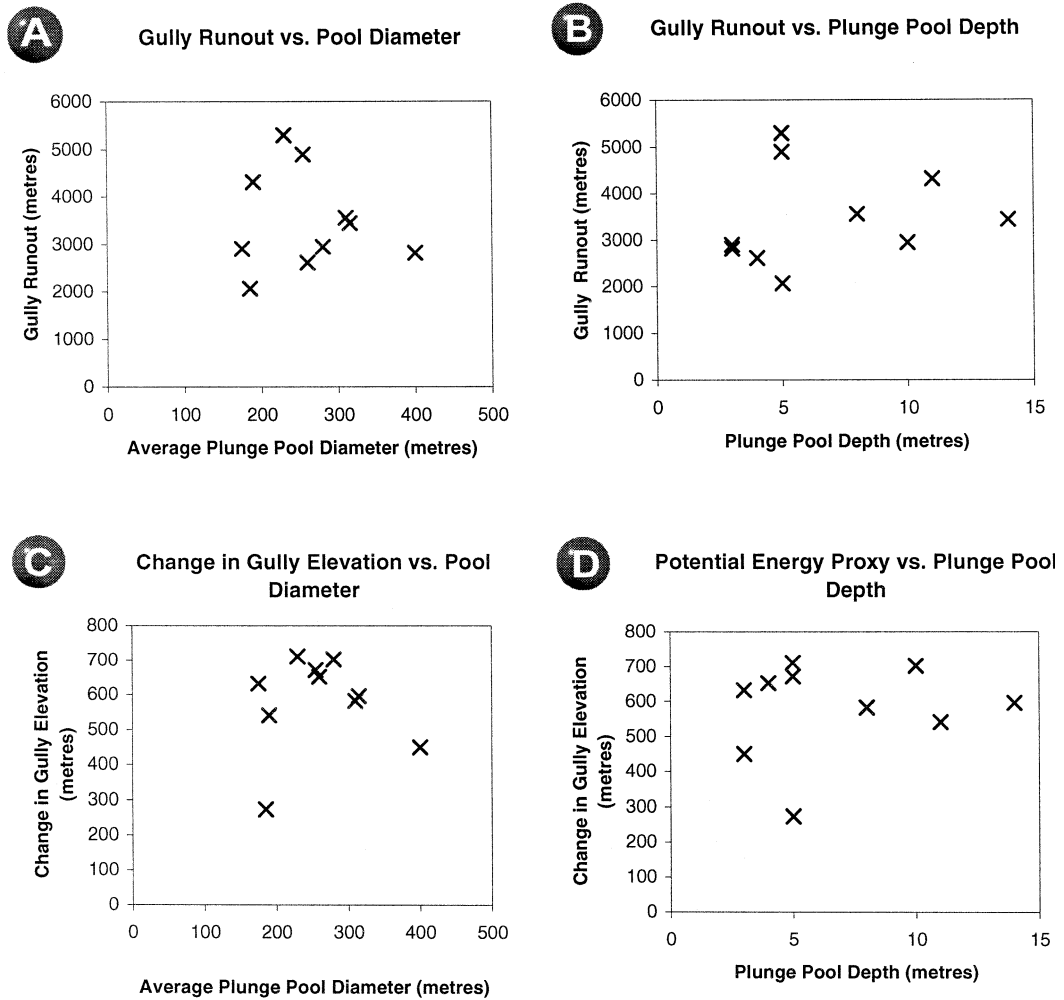 A
Gully Runout vs. Pool Diameter
6000
5000
4000
3000
2000
1000
0
Gully Runout (metres)
0 100 200 300 400 500
Average Plunge Pool Diameter (metres)
B
Gully Runout vs. Plunge Pool Depth
6000
5000
4000
3000
2000
1000
0
Gully Runout (metres)
0 5 10 15
Plunge Pool Depth (metres)
C
Change in Gully Elevation vs. Pool
Diameter
800
700
600
500
400
300
200
100
0
Change in Gully Elevation
(metres)
0 100 200 300 400 500
Average Plunge Pool Diameter (metres)
D
Potential Energy Proxy vs. Plunge Pool
Depth
800
700
600
500
400
300
200
100
0
Change in Gully Elevation
(metres)
0 5 10 15
Plunge Pool Depth (metres)